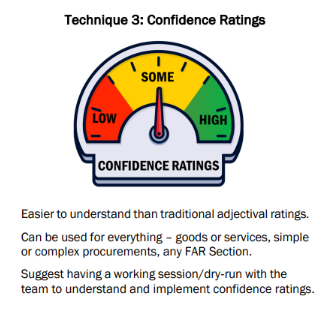 Technique 3: Confidence Ratings
SOME
LOW
HIGH
CONFIDENCE RATINGS
Easier to understand than traditional adjectival ratings.
Can be used for everything – goods or services, simple
or complex procurements, any FAR Section.
Suggest having a working session/dry-run with the
team to understand and implement confidence ratings.